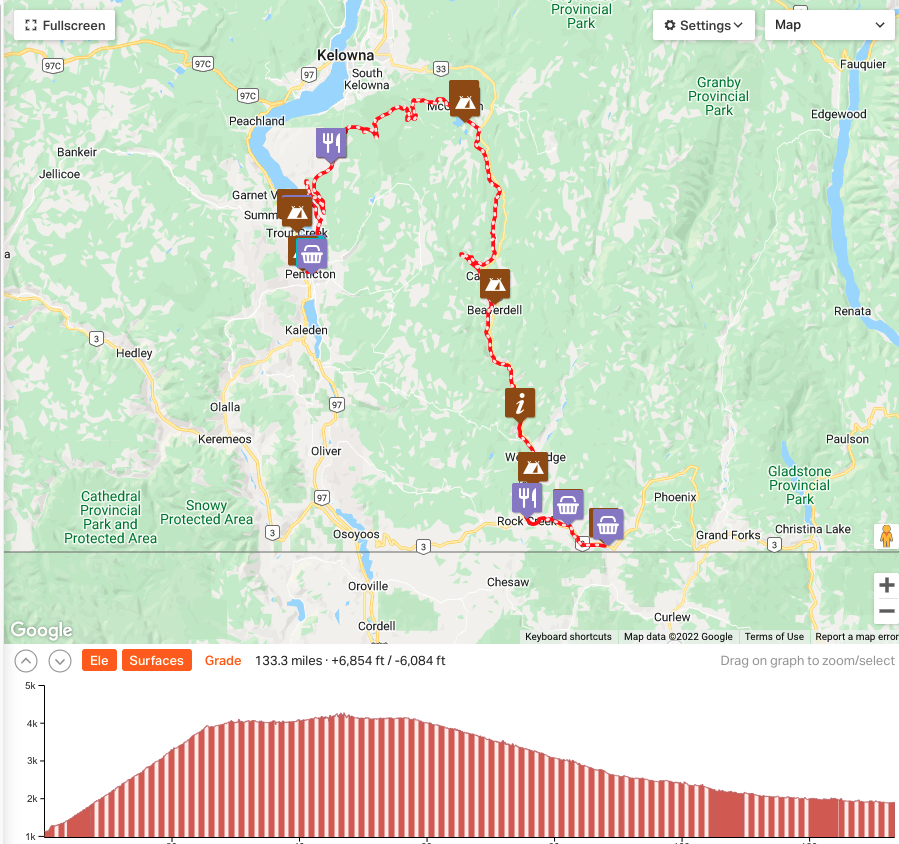 Provincial
Park
Fullscreen
Settings
Map
97C
97C
Kelowna
33
97
South
Kelowna
Fauquier
97C
Granby
Provincial
Park
Peachland
Edgewood
Bankeir
Jellicoe
Garnet V
Summ
Trout Creek
a
Penticton
Ca
Beaverdell
Renata
3
Kaleden
Hedley
97
Olalla
Keremeos
Paulson
Oliver
Gladstone
Provincial
Park
Cathedral
Provincial
Park and
Protected Area
Snowy
Protected Area
97
Phoenix
3
Osoyoos
Rock Creek
Christina Lake
Grand Forks
3
3
Oroville
Chesaw
Cordell
Curlew
Google
Keyboard shortcuts
Map data ©2022 Google
Terms of Use
Report a map error
Ele
Surfaces
Grade
133.3 miles · +6,854 ft / -6,084 ft
Drag on graph to zoom/select
5k
4k
3k
2k
1k